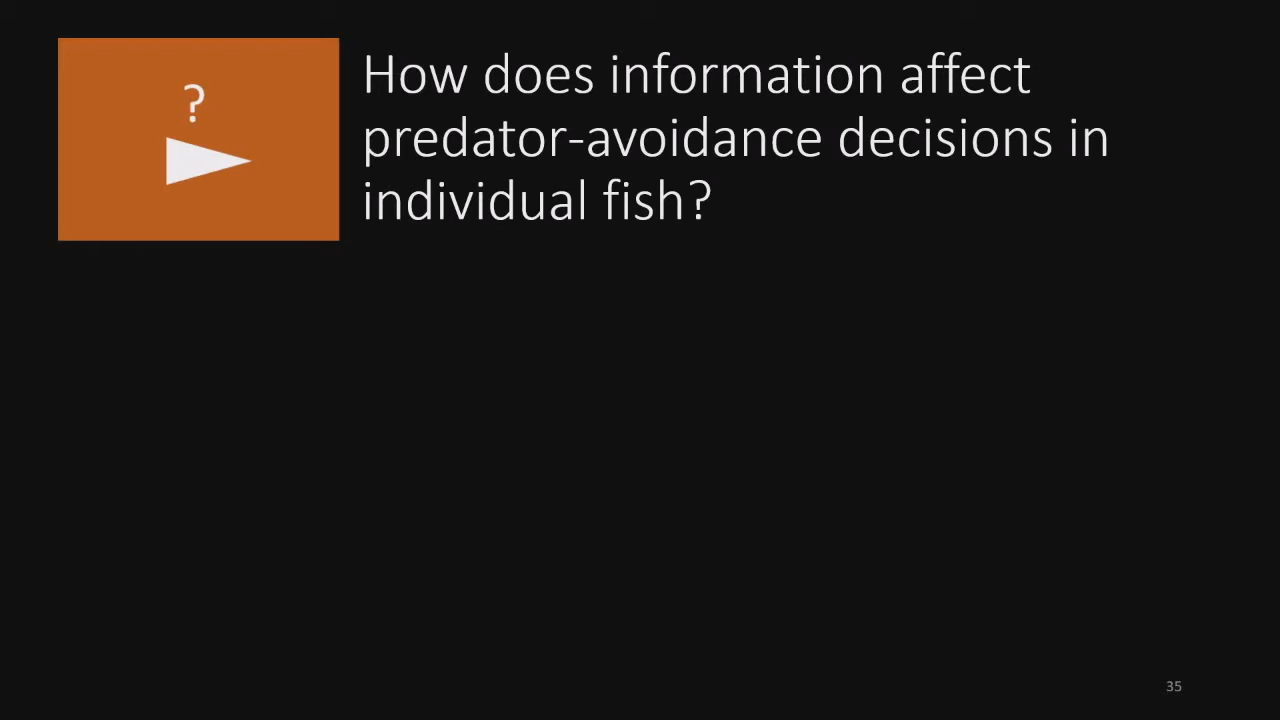 ?
How does information affect
predator-avoidance decisions in
individual fish?
35